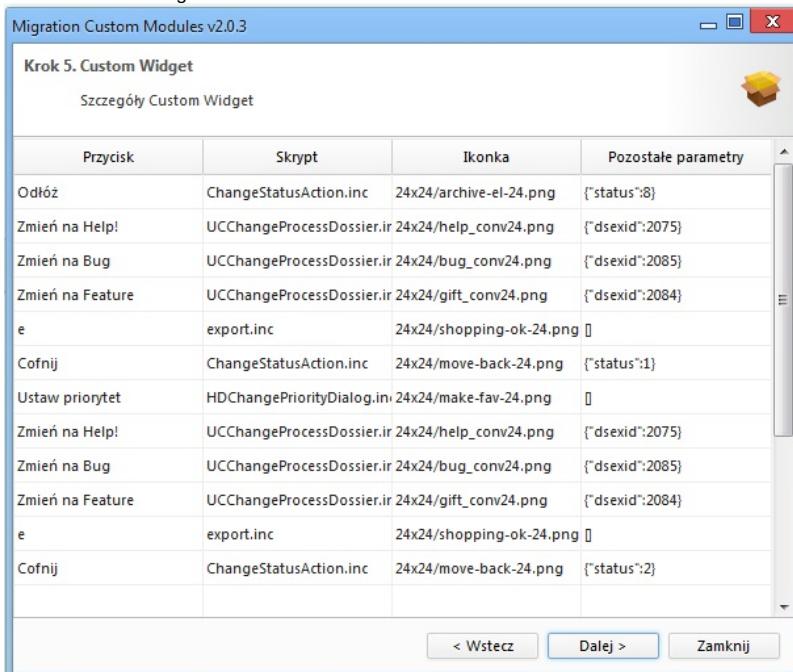 Migration Custom Modules v2.0.3
Krok 5. Custom Widget
Szczegóły Custom Widget
Przycisk Skrypt Ikonka Pozostałe parametry
Odłóż ChangeStatusAction.inc 24x24/archive-el-24.png {"status":8}
Zmień na Help! UCChangeProcessDossier.ir 24x24/help_conv24.png {"dsexid":2075}
Zmień na Bug UCChangeProcessDossier.ir 24x24/bug_conv24.png {"dsexid":2085}
Zmień na Feature UCChangeProcessDossier.ir 24x24/gift_conv24.png {"dsexid":2084}
e export.inc 24x24/shopping-ok-24.png []
Cofnij ChangeStatusAction.inc 24x24/move-back-24.png {"status":1}
Ustaw priorytet HDChangePriorityDialog.in 24x24/make-fav-24.png []
Zmień na Help! UCChangeProcessDossier.ir 24x24/help_conv24.png {"dsexid":2075}
Zmień na Bug UCChangeProcessDossier.ir 24x24/bug_conv24.png {"dsexid":2085}
Zmień na Feature UCChangeProcessDossier.ir 24x24/gift_conv24.png {"dsexid":2084}
e export.inc 24x24/shopping-ok-24.png []
Cofnij ChangeStatusAction.inc 24x24/move-back-24.png {"status":2}
< Wstecz Dalej > Zamknij